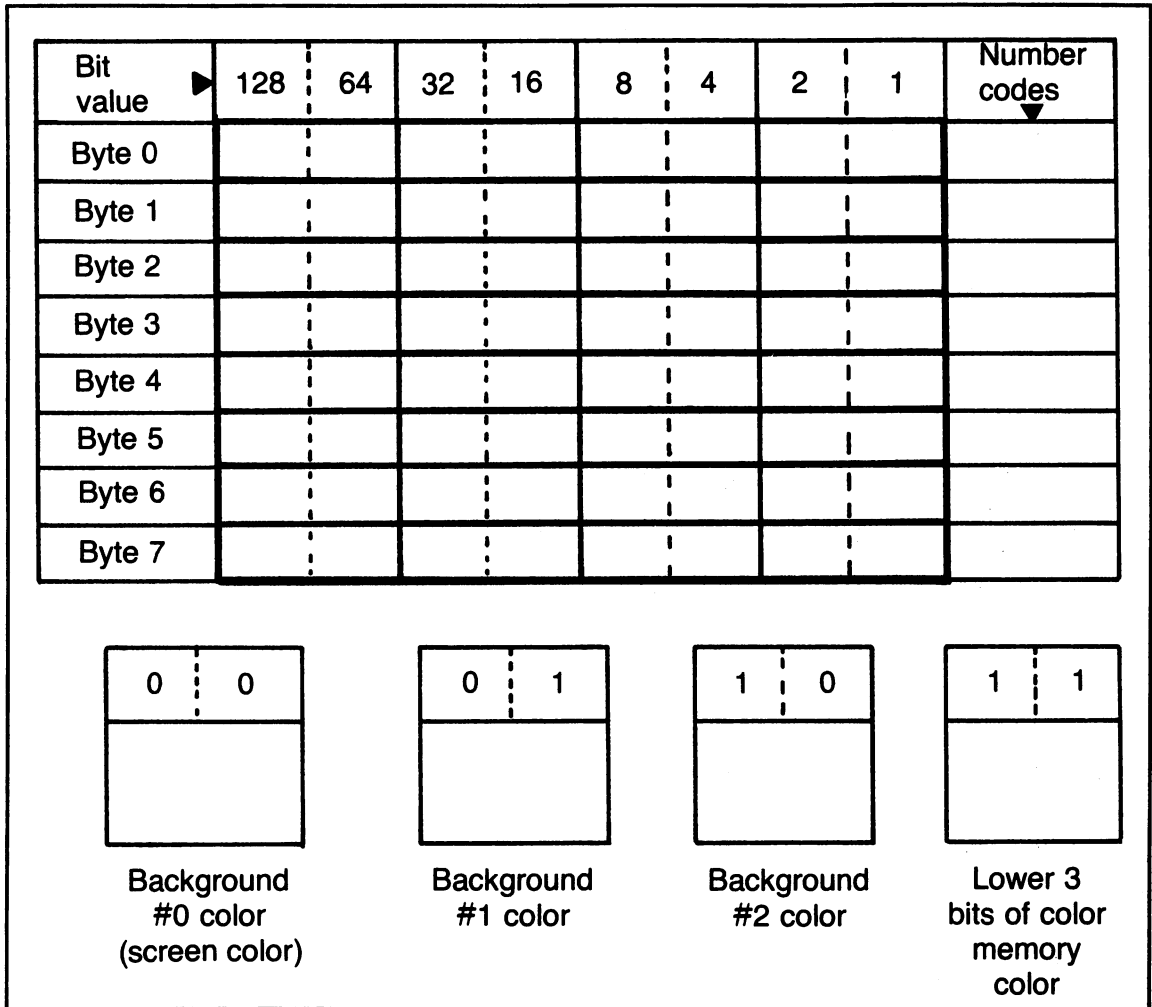 Bit value ▶ 128 64 32 16 8 4 2 1 Number codes ▼
Byte 0
Byte 1
Byte 2
Byte 3
Byte 4
Byte 5
Byte 6
Byte 7
0 0 0 1 1 0 1 1
Background #0 color (screen color)
Background #1 color
Background #2 color
Lower 3 bits of color memory color